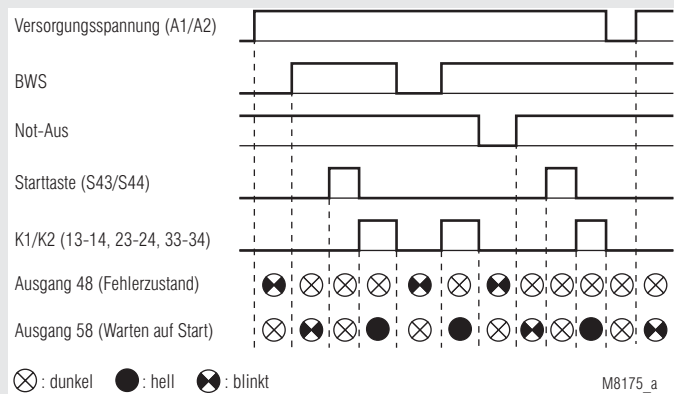 Versorgungsspannung (A1/A2)
BWS
Not-Aus
Starttaste (S43/S44)
K1/K2 (13-14, 23-24, 33-34)
Ausgang 48 (Fehlerzustand)
Ausgang 58 (Warten auf Start)
: dunkel : hell : blinkt
M8175_a